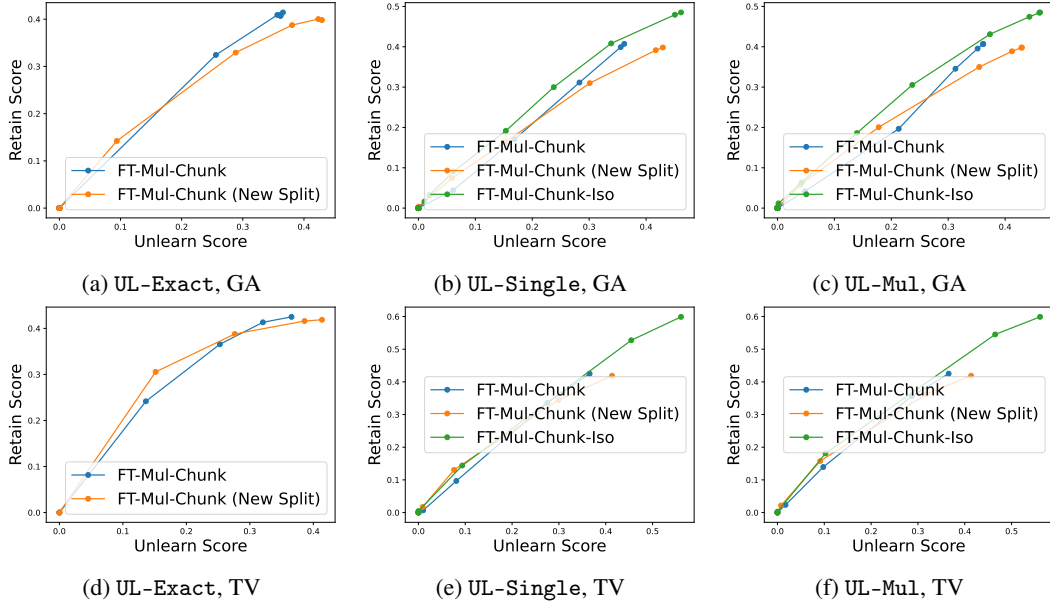 0.4
0.3
0.2
0.1
0.0
Retain Score
0.0 0.1 0.2 0.3 0.4
Unlearn Score
FT-Mul-Chunk
FT-Mul-Chunk (New Split)
(a) UL-Exact, GA
0.5
0.4
0.3
0.2
0.1
0.0
Retain Score
0.0 0.1 0.2 0.3 0.4
Unlearn Score
FT-Mul-Chunk
FT-Mul-Chunk (New Split)
FT-Mul-Chunk-Iso
(b) UL-Single, GA
0.5
0.4
0.3
0.2
0.1
0.0
Retain Score
0.0 0.1 0.2 0.3 0.4
Unlearn Score
FT-Mul-Chunk
FT-Mul-Chunk (New Split)
FT-Mul-Chunk-Iso
(c) UL-Mul, GA
0.4
0.3
0.2
0.1
0.0
Retain Score
0.0 0.1 0.2 0.3 0.4
Unlearn Score
FT-Mul-Chunk
FT-Mul-Chunk (New Split)
(d) UL-Exact, TV
0.6
0.5
0.4
0.3
0.2
0.1
0.0
Retain Score
0.0 0.1 0.2 0.3 0.4 0.5
Unlearn Score
FT-Mul-Chunk
FT-Mul-Chunk (New Split)
FT-Mul-Chunk-Iso
(e) UL-Single, TV
0.6
0.5
0.4
0.3
0.2
0.1
0.0
Retain Score
0.0 0.1 0.2 0.3 0.4 0.5
Unlearn Score
FT-Mul-Chunk
FT-Mul-Chunk (New Split)
FT-Mul-Chunk-Iso
(f) UL-Mul, TV